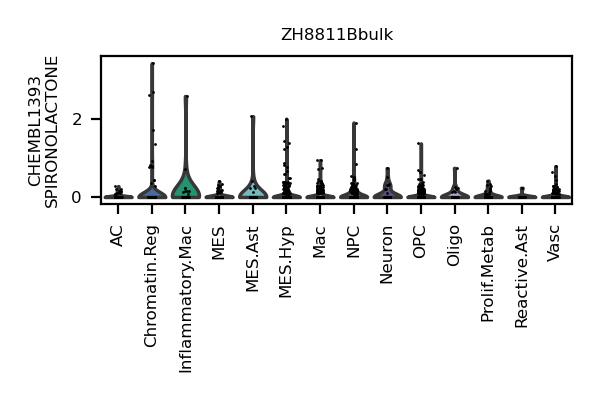 ZH8811Bbulk
CHEMBL1393
SPIRONOLACTONE
2
0
AC
Chromatin.Reg
Inflammatory.Mac
MES
MES.Ast
MES.Hyp
Mac
NPC
Neuron
OPC
Oligo
Prolif.Metab
Reactive.Ast
Vasc